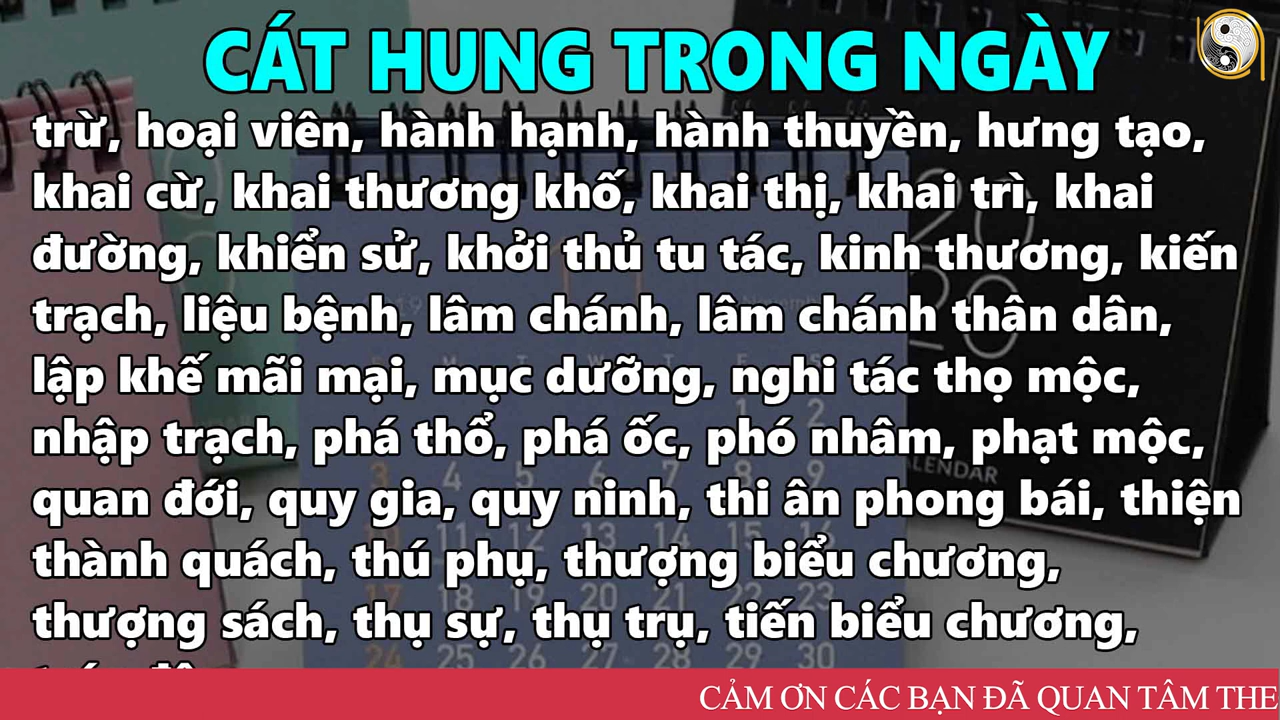 CÁT HUNG TRONG NGÀY
trừ, hoại viên, hành hạnh, hành thuyền, hưng tạo,
khai cừ, khai thương khố, khai thị, khai trì, khai
đường, khiển sử, khởi thủ tu tác, kinh thương, kiến
trạch, liệu bệnh, lâm chánh, lâm chánh thân dân,
lập khế mãi mại, mục dưỡng, nghi tác thọ mộc,
nhập trạch, phá thổ, phá ốc, phó nhâm, phạt mộc,
quan đới, quy gia, quy ninh, thi ân phong bái, thiện
thành quách, thú phụ, thượng biểu chương,
thượng sách, thụ sự, thụ trụ, tiến biểu chương,
CẢM ƠN CÁC BẠN ĐÃ QUAN TÂM THE